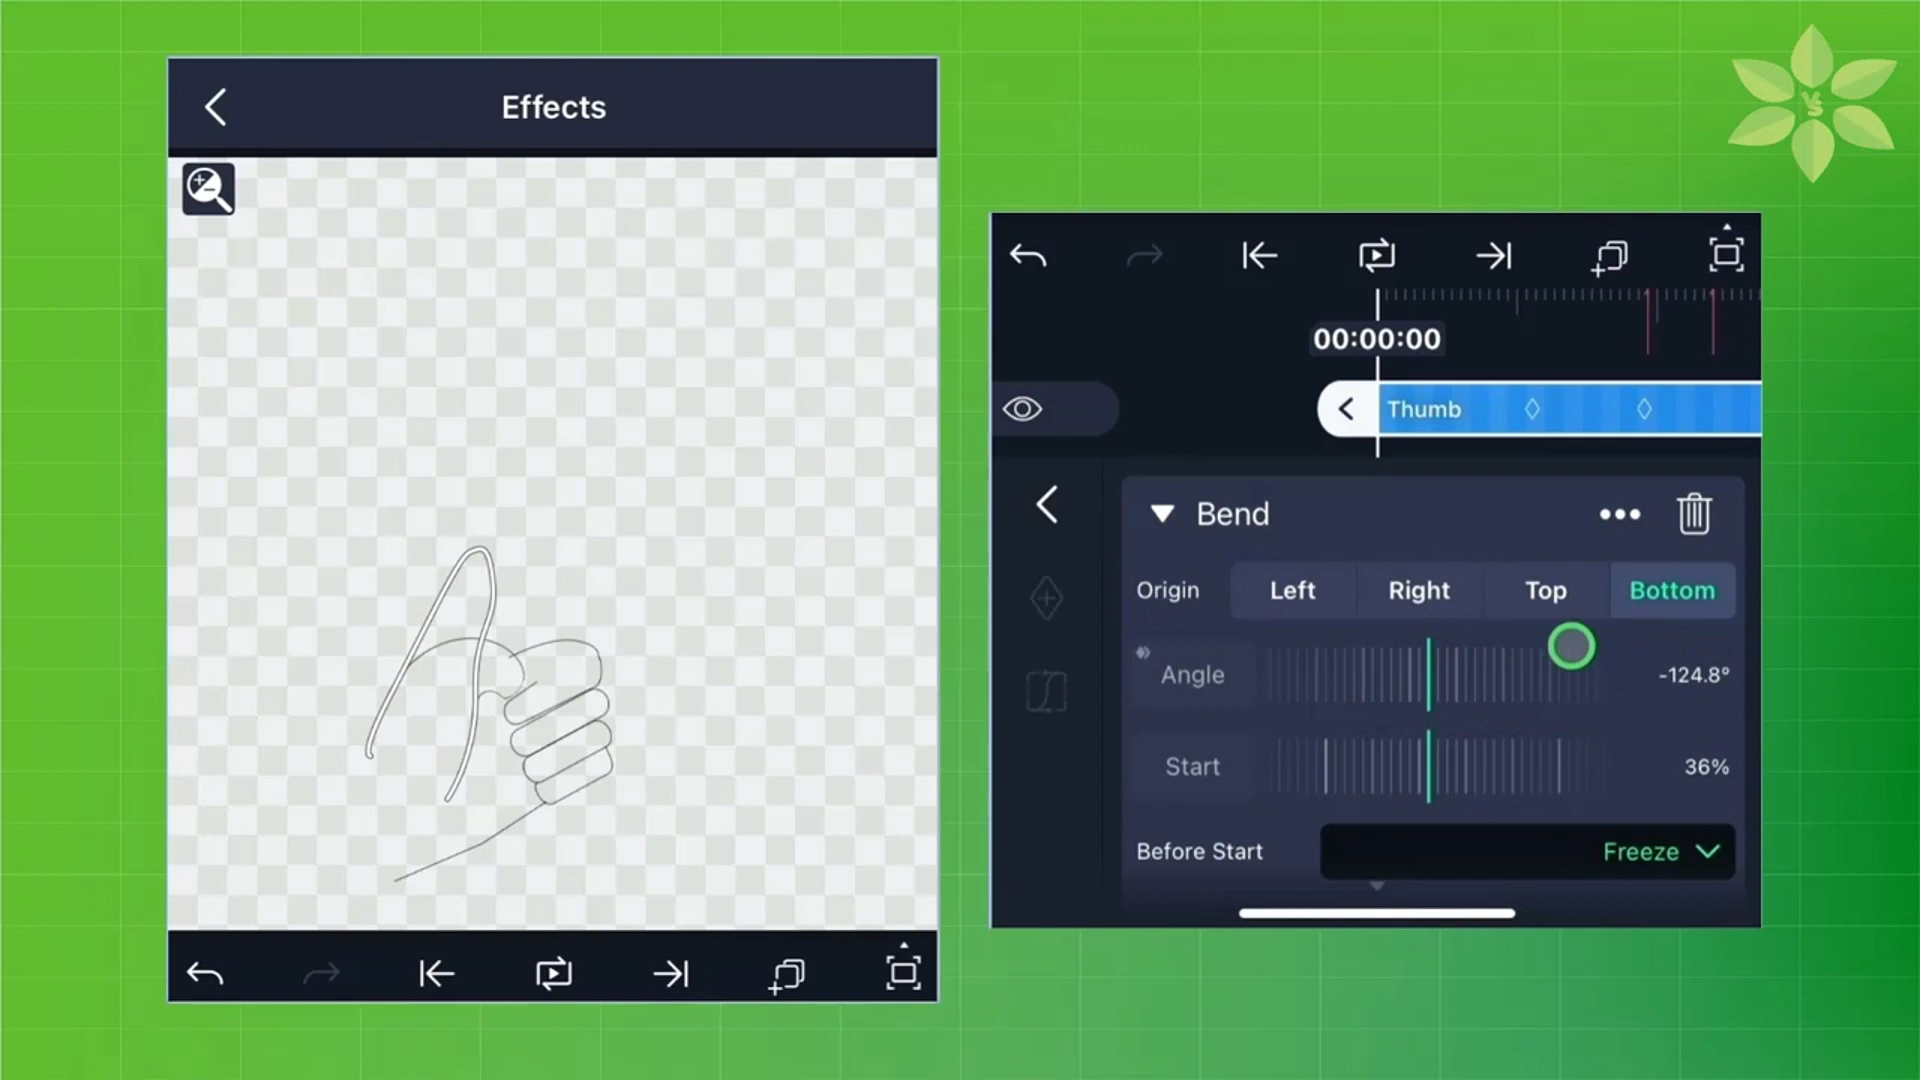 Effects
VS
00:00:00
Thumb
Bend
Origin Left Right Top Bottom
Angle -124.8°
Start 36%
Before Start Freeze